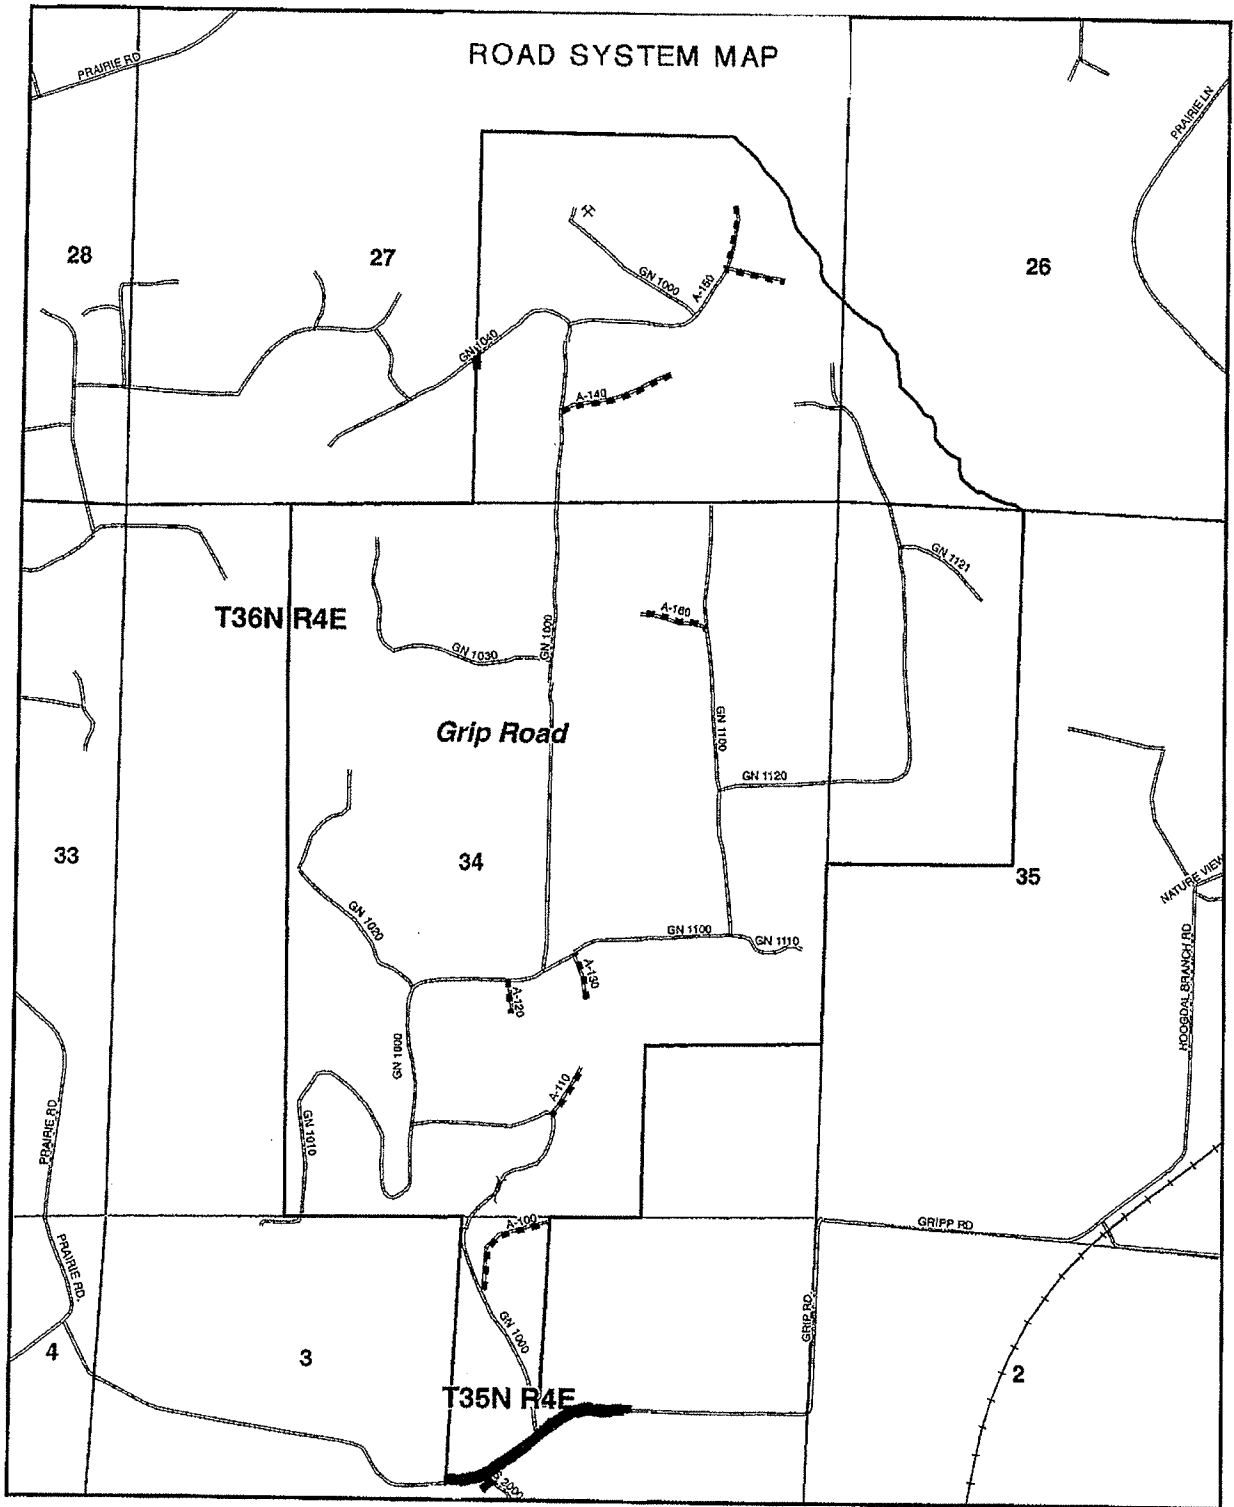 ROAD SYSTEM MAP
PRAIRIE RD
PRAIRIE LN
28
27
26
GN 1000
A-150
GN 1040
A-140
GN 1121
T36N R4E
A-160
GN 1000
GN 1030
Grip Road
GN 1100
GN 1120
33
34
35
NATURE VIEW
GN 1020
GN 1100
GN 1110
HOOGDAL BRANCH RD
A-130
A-120
GN 1000
A-110
PRAIRIE RD
GN 1010
A-100
GRIPP RD
PRAIRIE RD.
GN 1000
GRIP RD.
4
3
2
T35N R4E
2000